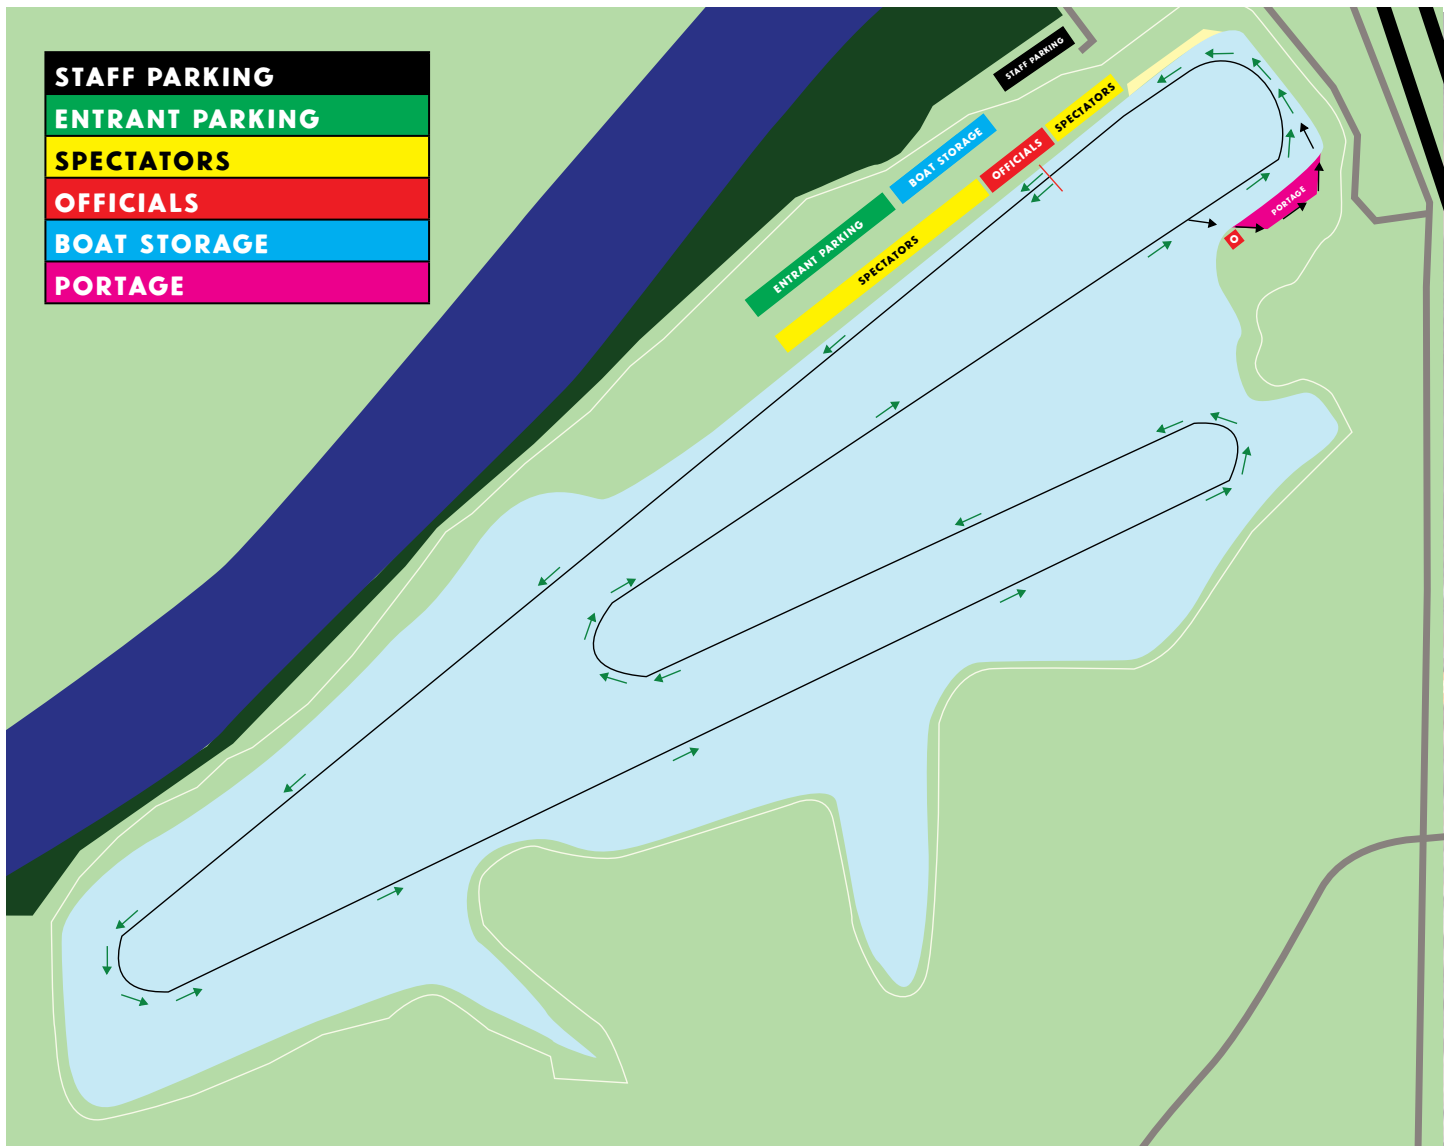 STAFF PARKING
ENTRANT PARKING
SPECTATORS
OFFICIALS
BOAT STORAGE
PORTAGE
STAFF PARKING
SPECTATORS
BOAT STORAGE
OFFICIALS
ENTRANT PARKING
SPECTATORS
PORTAGE
O